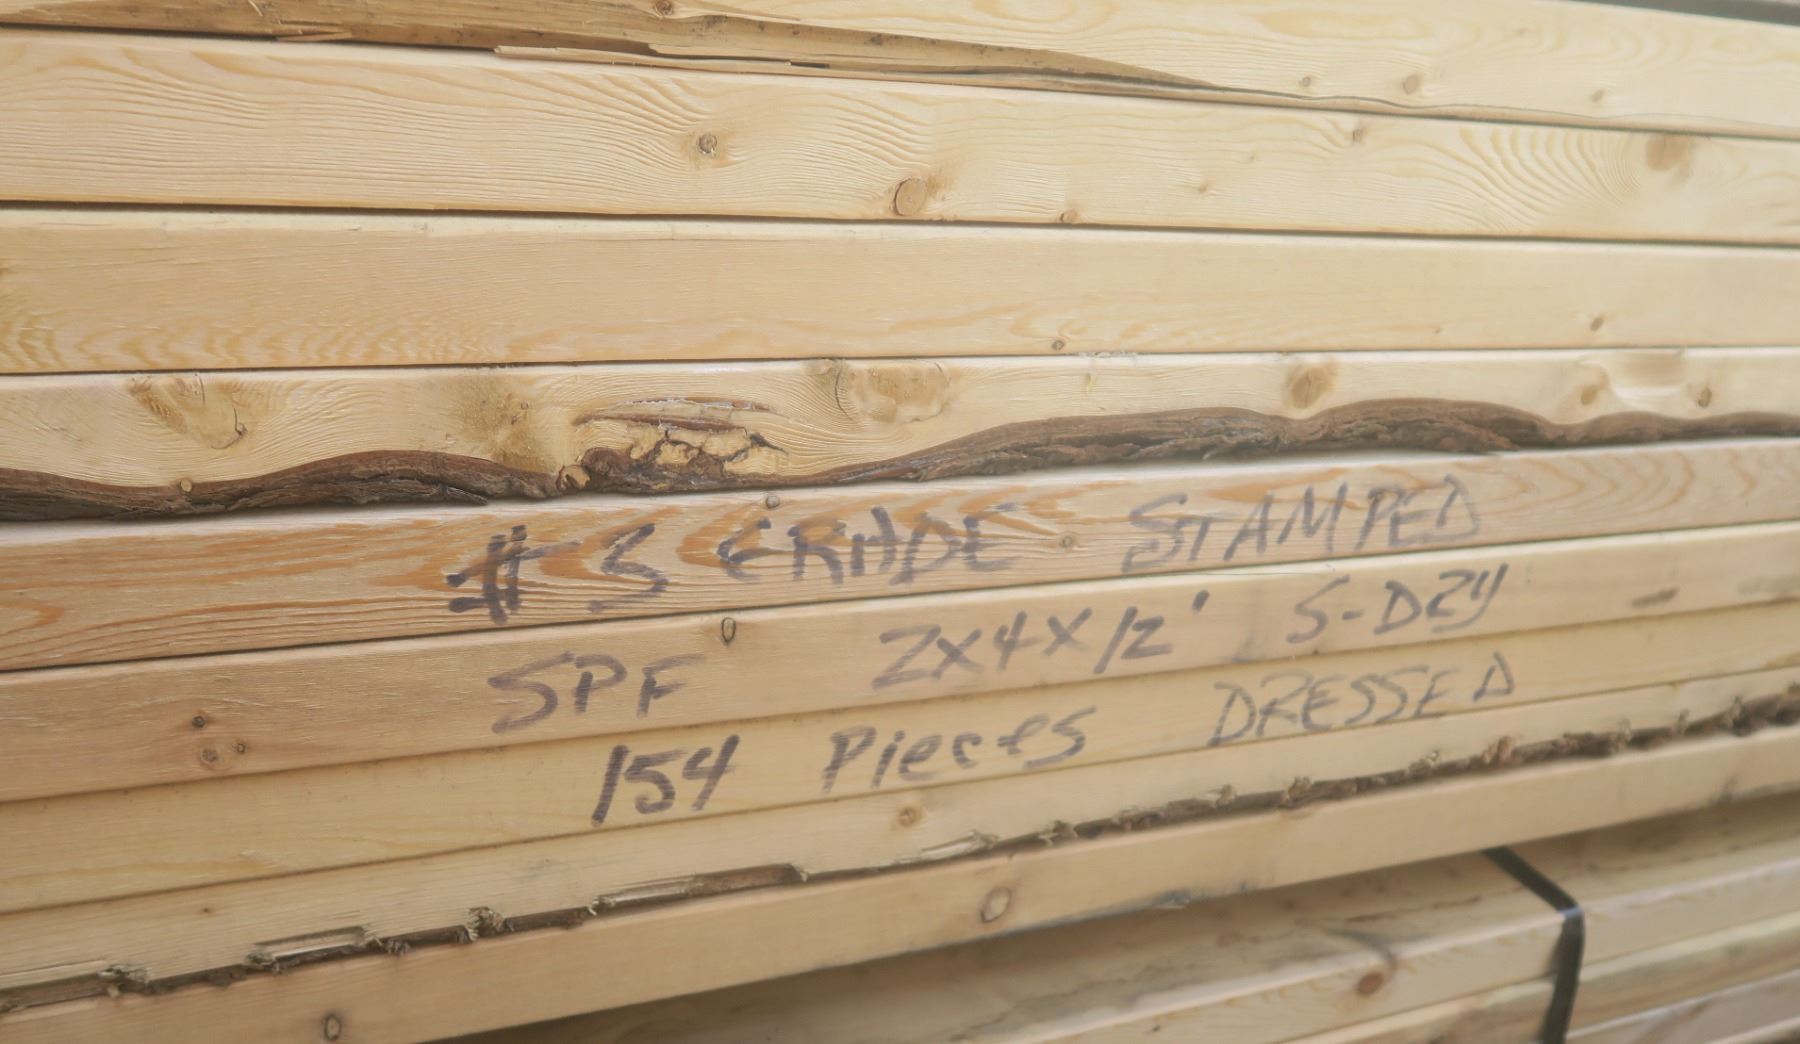 #3 GRADE STAMPED
SPF 2X4X12' S-DRY
154 Pieces DRESSED